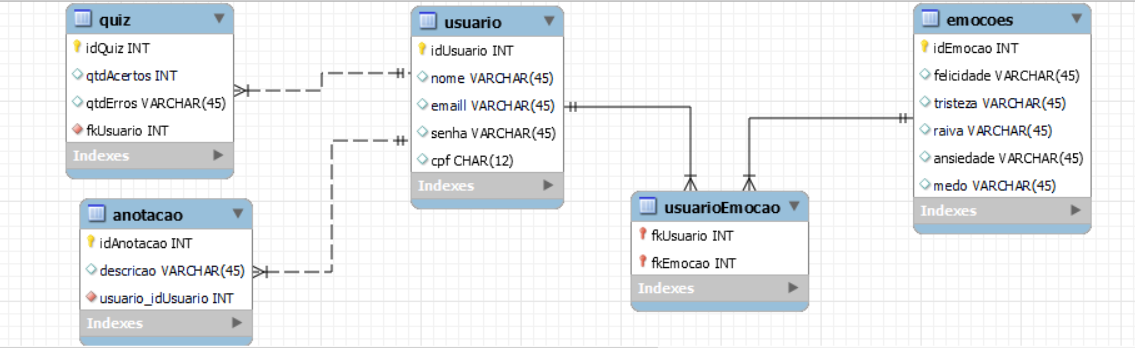 quiz
idQuiz INT
qtdAcertos INT
qtdErros VARCHAR(45)
fkUsuario INT
Indexes
anotacao
idAnotacao INT
descricao VARCHAR(45)
usuario_idUsuario INT
Indexes
usuario
idUsuario INT
nome VARCHAR(45)
emaill VARCHAR(45)
senha VARCHAR(45)
cpf CHAR(12)
Indexes
usuarioEmocao
fkUsuario INT
fkEmocao INT
Indexes
emocoes
idEmocao INT
felicidade VARCHAR(45)
tristeza VARCHAR(45)
raiva VARCHAR(45)
ansiedade VARCHAR(45)
medo VARCHAR(45)
Indexes